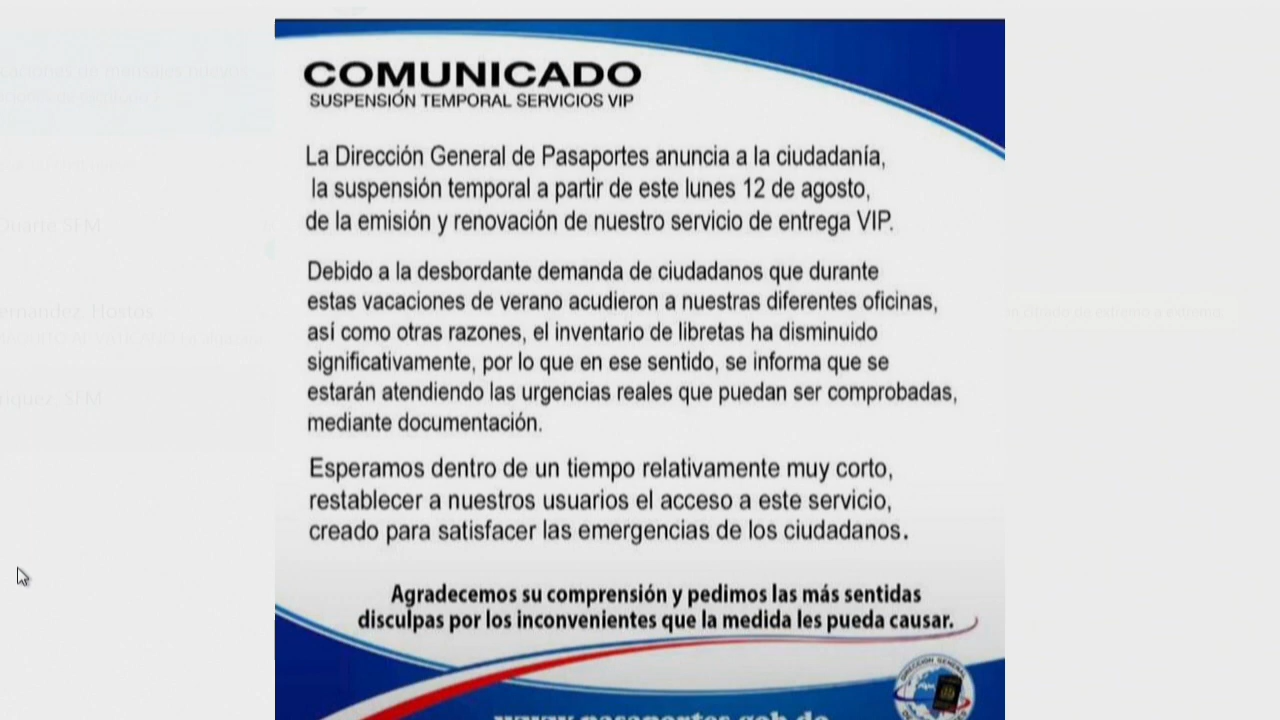 COMUNICADO
SUSPENSIÓN TEMPORAL SERVICIOS VIP
La Dirección General de Pasaportes anuncia a la ciudadanía,
la suspensión temporal a partir de este lunes 12 de agosto,
de la emisión y renovación de nuestro servicio de entrega VIP.
Debido a la desbordante demanda de ciudadanos que durante
estas vacaciones de verano acudieron a nuestras diferentes oficinas,
así como otras razones, el inventario de libretas ha disminuido
significativamente, por lo que en ese sentido, se informa que se
estarán atendiendo las urgencias reales que puedan ser comprobadas,
mediante documentación.
Esperamos dentro de un tiempo relativamente muy corto,
restablecer a nuestros usuarios el acceso a este servicio,
creado para satisfacer las emergencias de los ciudadanos.
Agradecemos su comprensión y pedimos las más sentidas
disculpas por los inconvenientes que la medida les pueda causar.
DIRECCIÓN GENERAL
www.pasaportes.gob.do